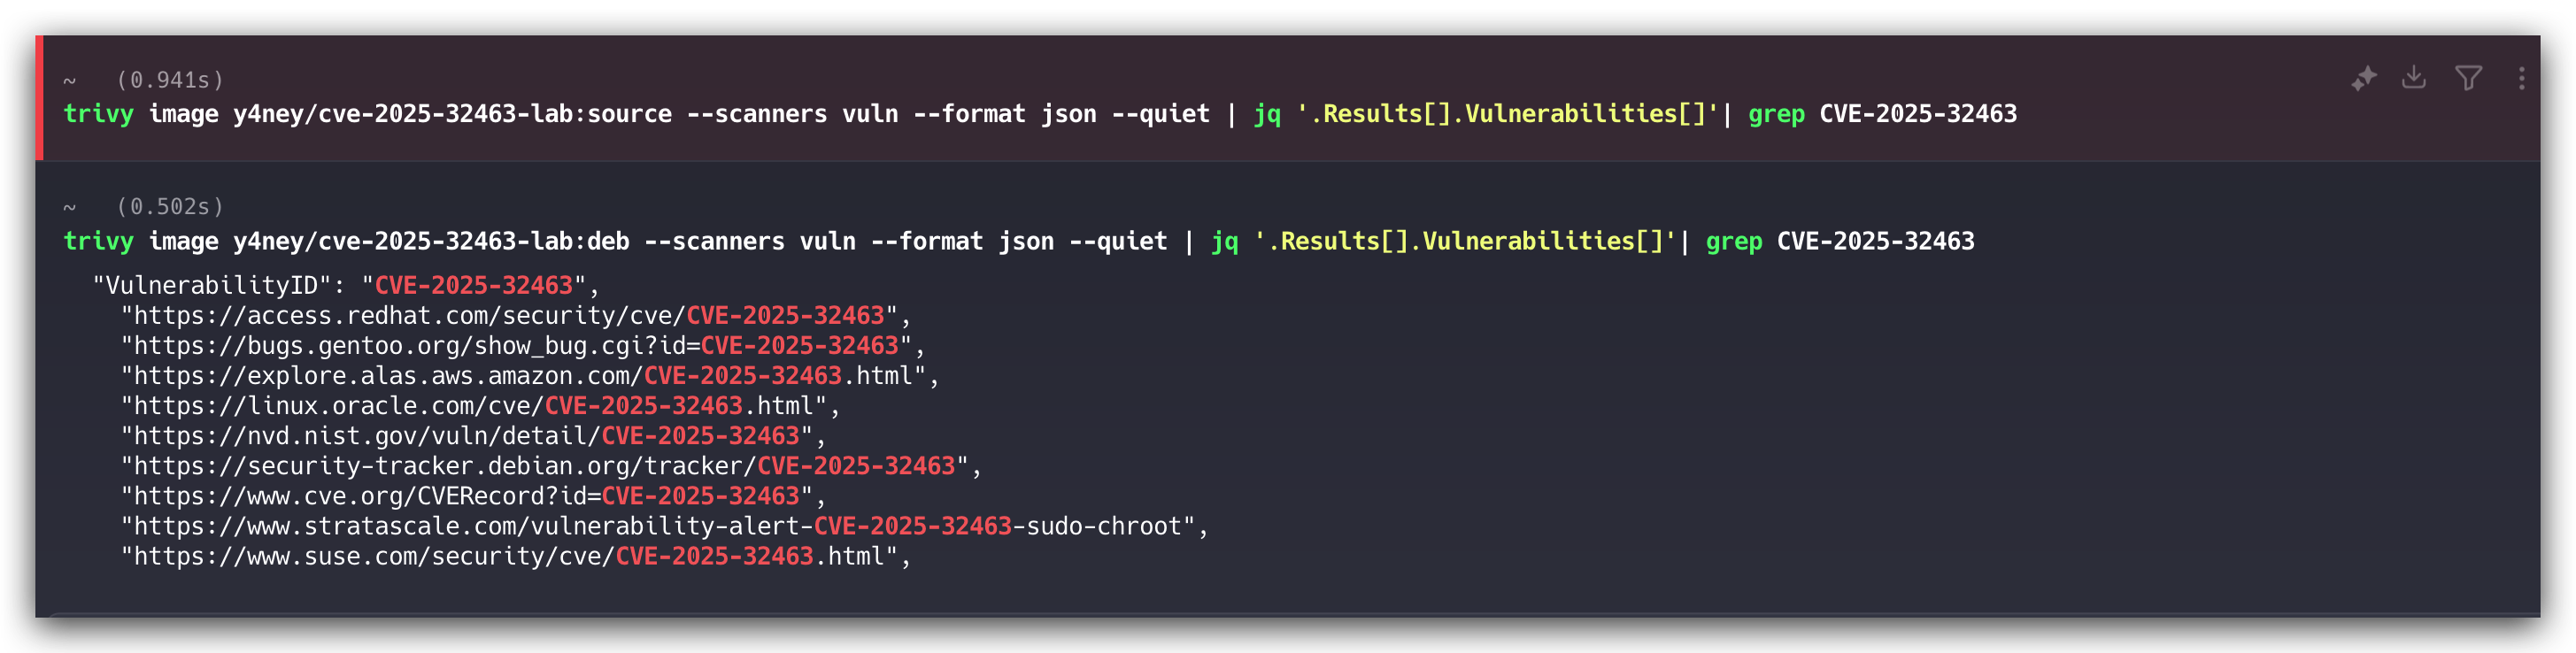 ~ (0.941s)
trivy image y4ney/cve-2025-32463-lab:source --scanners vuln --format json --quiet | jq '.Results[].Vulnerabilities[]'| grep CVE-2025-32463
~ (0.502s)
trivy image y4ney/cve-2025-32463-lab:deb --scanners vuln --format json --quiet | jq '.Results[].Vulnerabilities[]'| grep CVE-2025-32463
"VulnerabilityID": "CVE-2025-32463",
"https://access.redhat.com/security/cve/CVE-2025-32463",
"https://bugs.gentoo.org/show_bug.cgi?id=CVE-2025-32463",
"https://explore.alas.aws.amazon.com/CVE-2025-32463.html",
"https://linux.oracle.com/cve/CVE-2025-32463.html",
"https://nvd.nist.gov/vuln/detail/CVE-2025-32463",
"https://security-tracker.debian.org/tracker/CVE-2025-32463",
"https://www.cve.org/CVERecord?id=CVE-2025-32463",
"https://www.stratascale.com/vulnerability-alert-CVE-2025-32463-sudo-chroot",
"https://www.suse.com/security/cve/CVE-2025-32463.html",